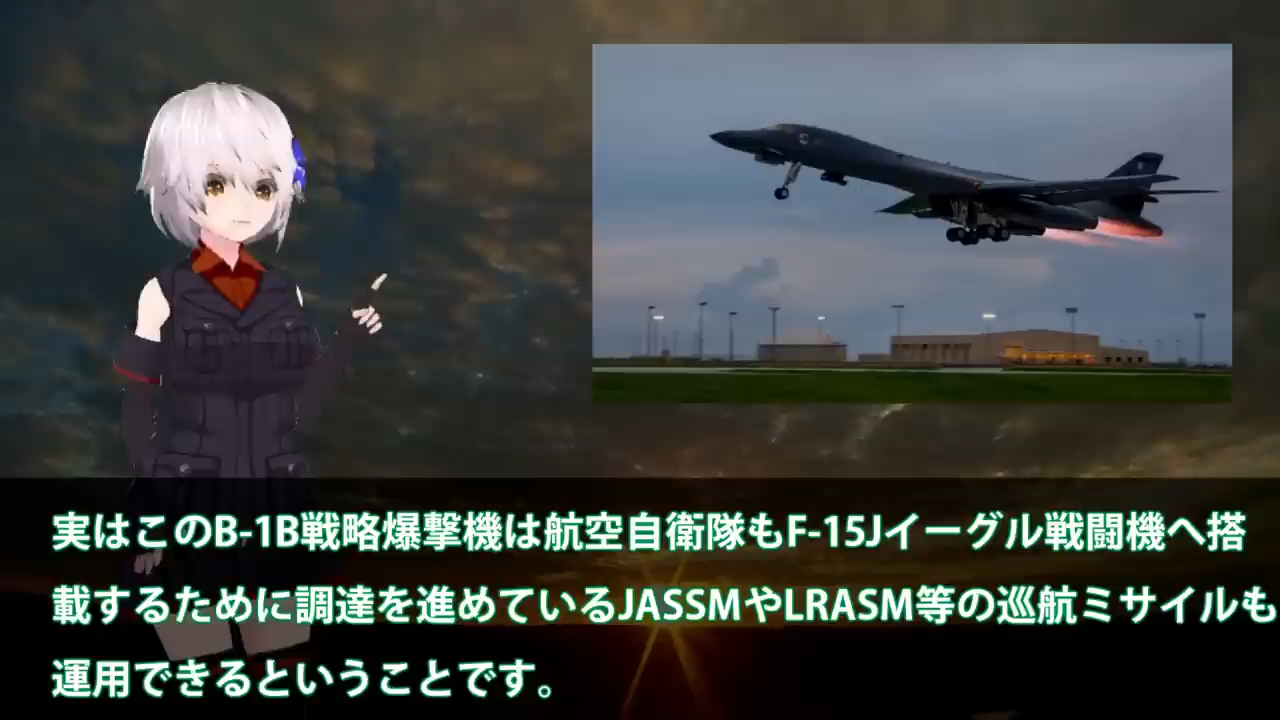 実はこのB-1B戦略爆撃機は航空自衛隊もF-15Jイーグル戦闘機へ搭
載するために調達を進めているJASSMやLRASM等の巡航ミサイルも
運用できるということです。